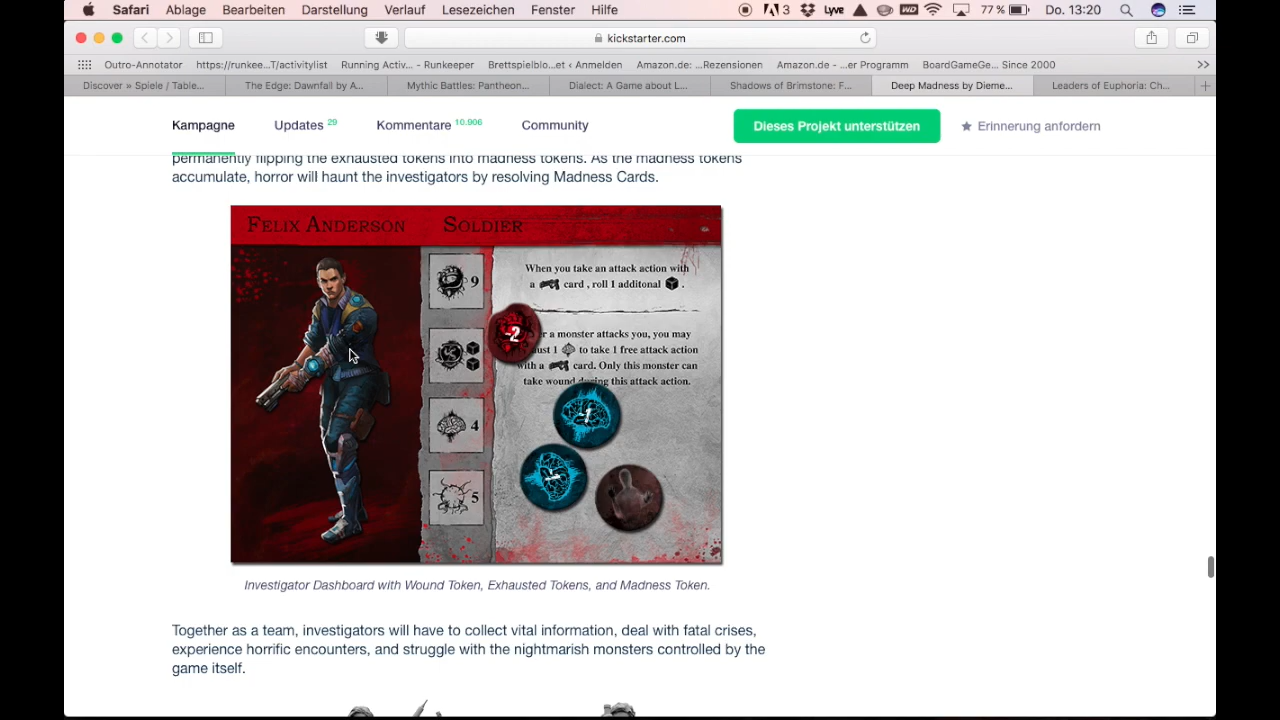 Safari Ablage Bearbeiten Darstellung Verlauf Lesezeichen Fenster Hilfe 3 Lyve WD 77 % Do. 13:20
kickstarter.com
Outro-Annotator https://runkee...T/activitylist Running Activ... - Runkeeper Brettspielblo...et ‹ Anmelden Amazon.de: ...Rezensionen Amazon.de - ...er Programm BoardGameGe... Since 2000 >>
Discover » Spiele / Table... The Edge: Dawnfall by A... Mythic Battles: Pantheon... Dialect: A Game about L... Shadows of Brimstone: F... Deep Madness by Dieme... Leaders of Euphoria: Ch... +
Kampagne Updates 29 Kommentare 10.906 Community Dieses Projekt unterstützen Erinnerung anfordern
permanently flipping the exhausted tokens into madness tokens. As the madness tokens
accumulate, horror will haunt the investigators by resolving Madness Cards.
FELIX ANDERSON SOLDIER
9
4
5
When you take an attack action with
a card , roll 1 additonal .
a monster attacks you, you may
1 to take 1 free attack action
with a card. Only this monster can
take wound during this attack action.
-2
-1
Investigator Dashboard with Wound Token, Exhausted Tokens, and Madness Token.
Together as a team, investigators will have to collect vital information, deal with fatal crises,
experience horrific encounters, and struggle with the nightmarish monsters controlled by the
game itself.